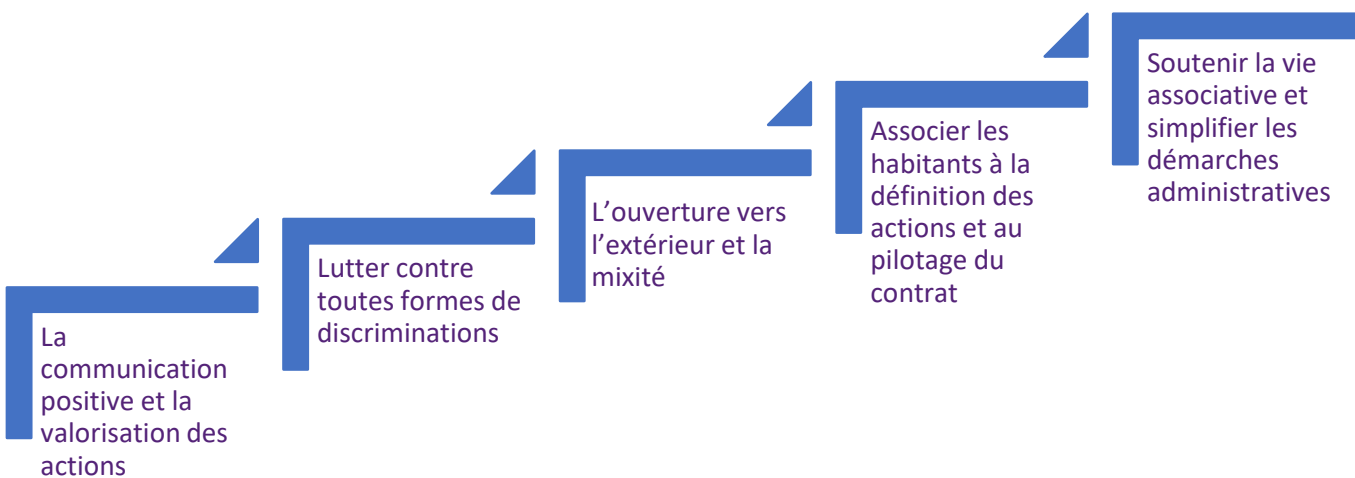 La
communication
positive et la
valorisation des
actions
Lutter contre
toutes formes de
discriminations
L’ouverture vers
l’extérieur et la
mixité
Associer les
habitants à la
définition des
actions et au
pilotage du
contrat
Soutenir la vie
associative et
simplifier les
démarches
administratives